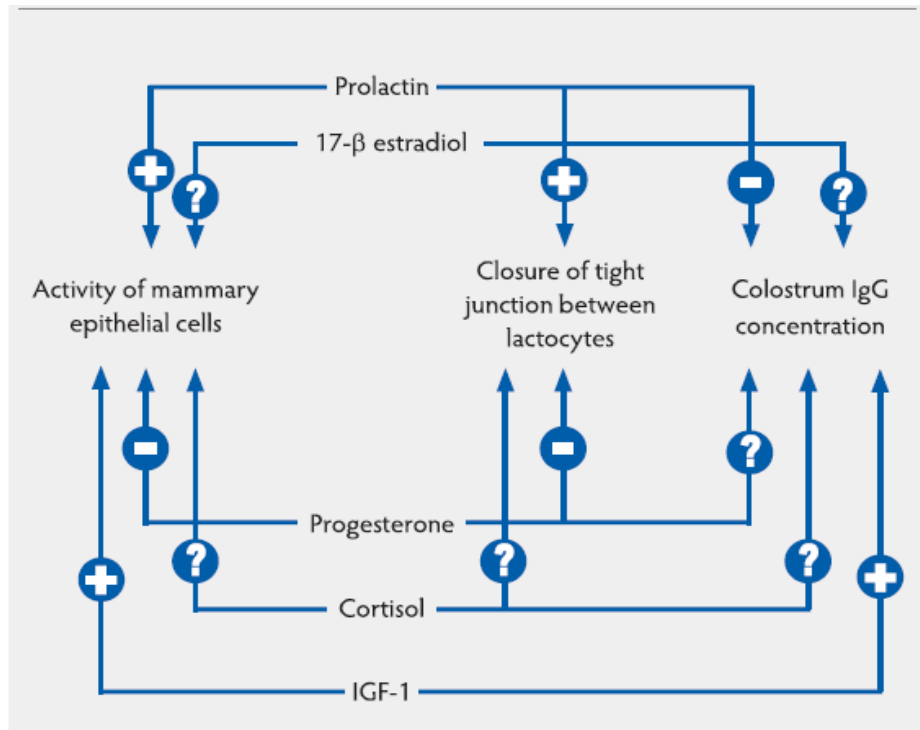 Prolactin
17-β estradiol
+
?
+
-
?
Activity of mammary
epithelial cells
Closure of tight
junction between
lactocytes
Colostrum IgG
concentration
-
-
?
Progesterone
+
?
?
?
+
Cortisol
IGF-1